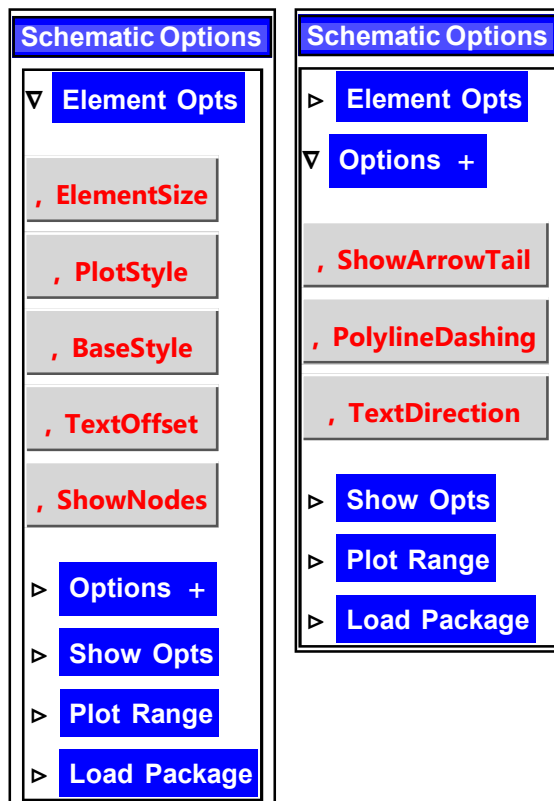 Schematic Options
Element Opts
, ElementSize
, PlotStyle
, BaseStyle
, TextOffset
, ShowNodes
Options +
Show Opts
Plot Range
Load Package
Schematic Options
Element Opts
Options +
, ShowArrowTail
, PolylineDashing
, TextDirection
Show Opts
Plot Range
Load Package